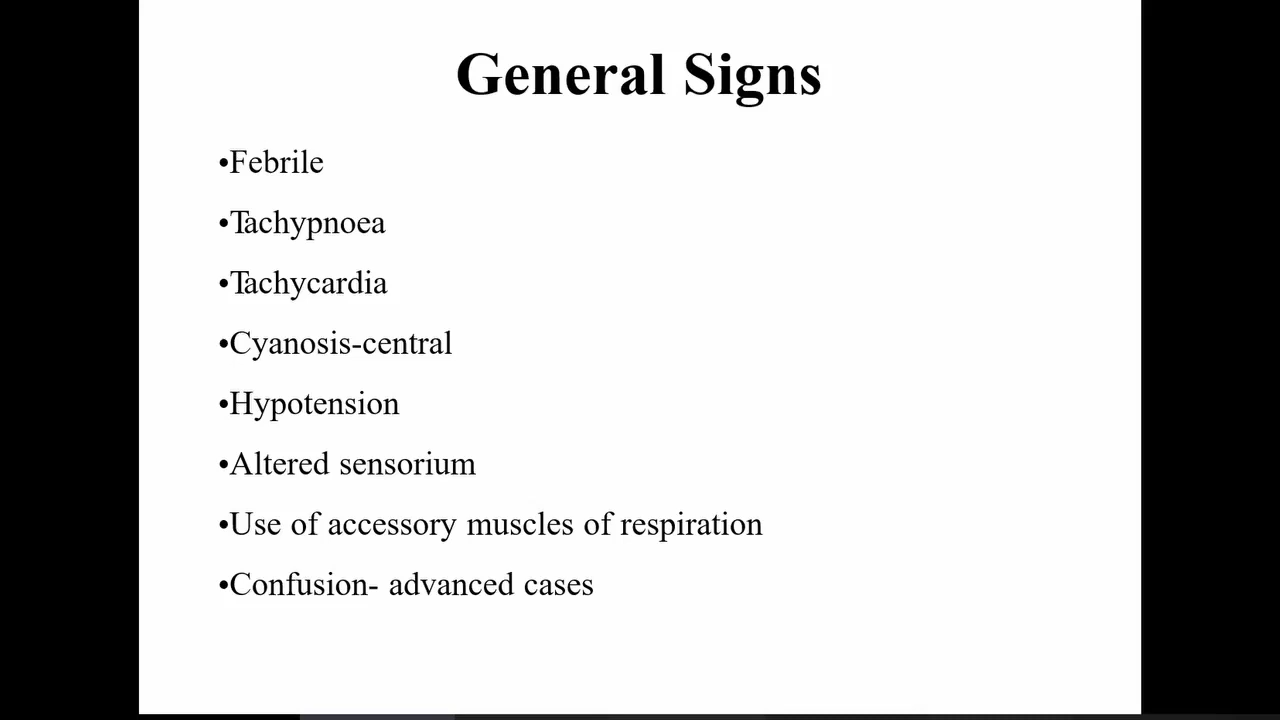 General Signs
•Febrile
•Tachypnoea
•Tachycardia
•Cyanosis-central
•Hypotension
•Altered sensorium
•Use of accessory muscles of respiration
•Confusion- advanced cases